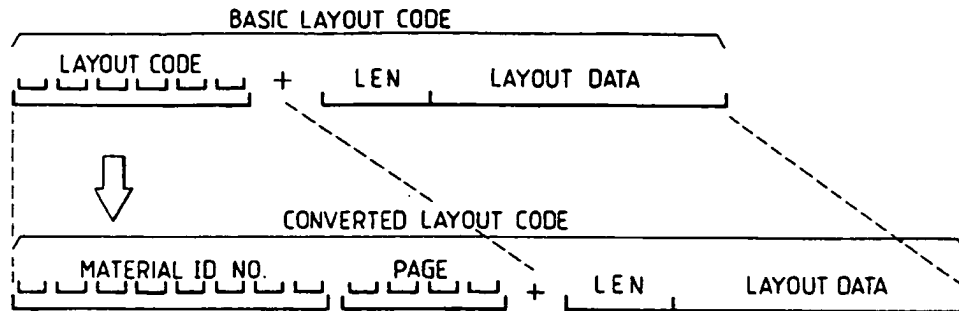 BASIC LAYOUT CODE
LAYOUT CODE + LEN LAYOUT DATA
CONVERTED LAYOUT CODE
MATERIAL ID NO. PAGE + LEN LAYOUT DATA